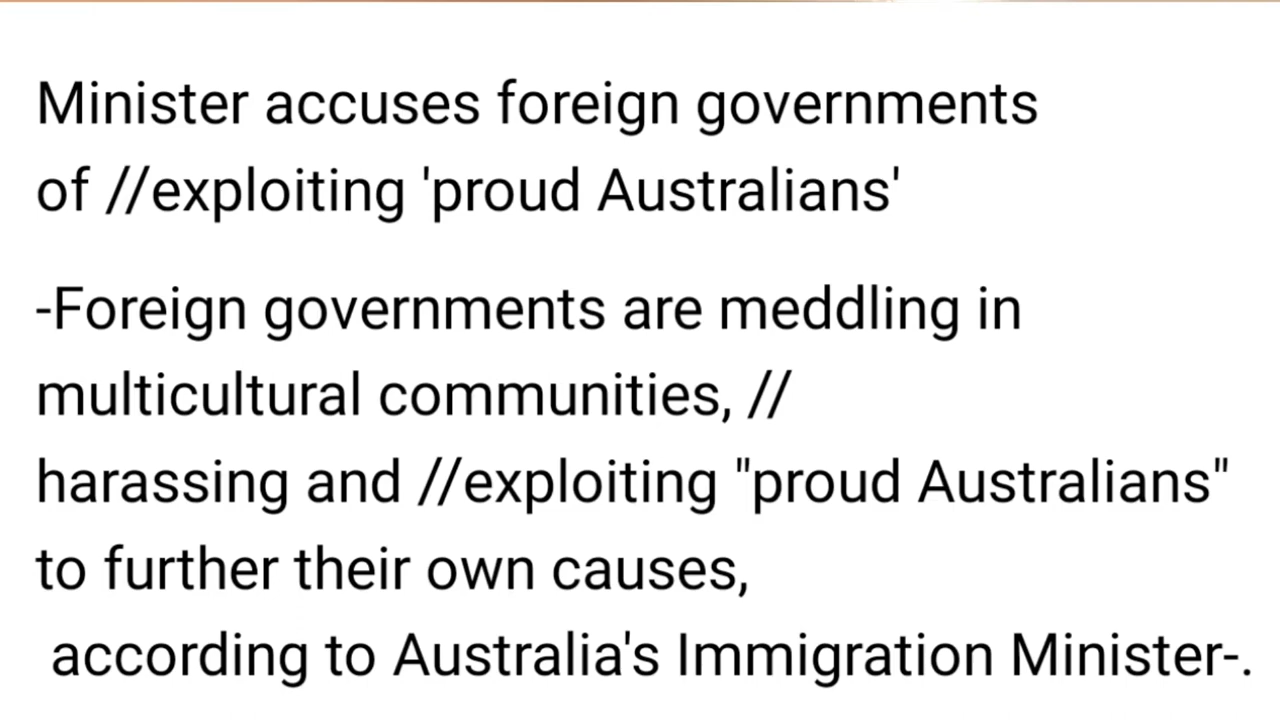 Minister accuses foreign governments
of //exploiting 'proud Australians'
-Foreign governments are meddling in
multicultural communities, //
harassing and //exploiting "proud Australians"
to further their own causes,
according to Australia's Immigration Minister-.